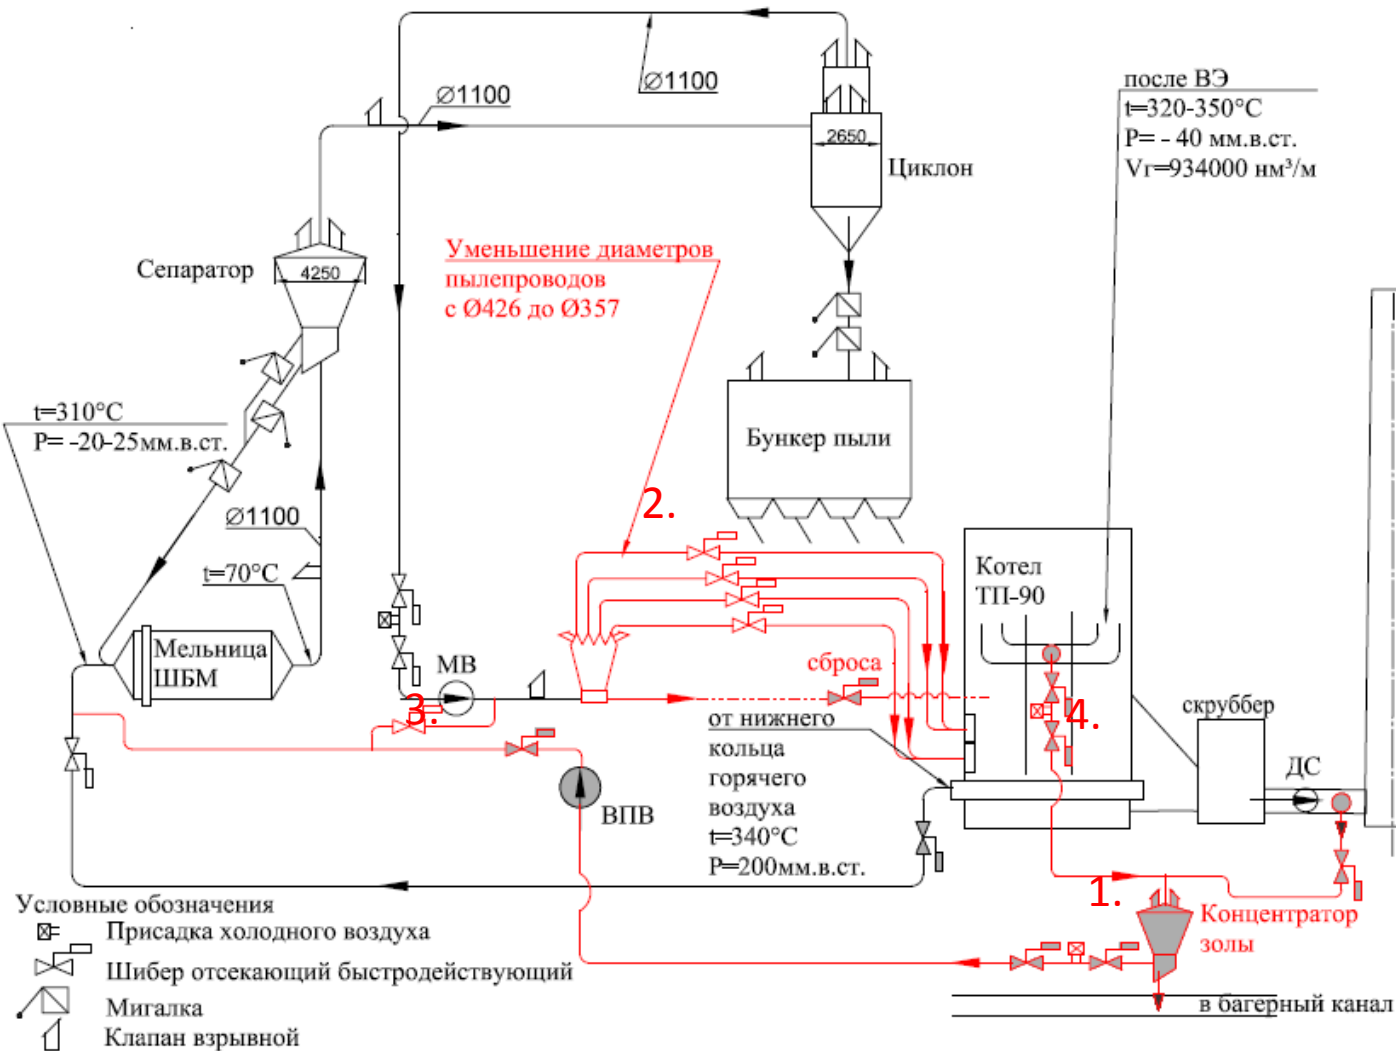 Ø1100
Ø1100
после ВЭ
t=320-350°C
P= - 40 мм.в.ст.
Vг=934000 нм³/м
2650
Циклон
Уменьшение диаметров
пылепроводов
с Ø426 до Ø357
Сепаратор
4250
t=310°C
P= -20-25мм.в.ст.
Бункер пыли
2.
Ø1100
t=70°C
Котел
ТП-90
Мельница
ШБМ
МВ
сброса
3.
4.
от нижнего
кольца
горячего
воздуха
t=340°C
P=200мм.в.ст.
скруббер
ДС
ВПВ
1.
Концентратор
золы
в багерный канал
Условные обозначения
Присадка холодного воздуха
Шибер отсекающий быстродействующий
Мигалка
Клапан взрывной